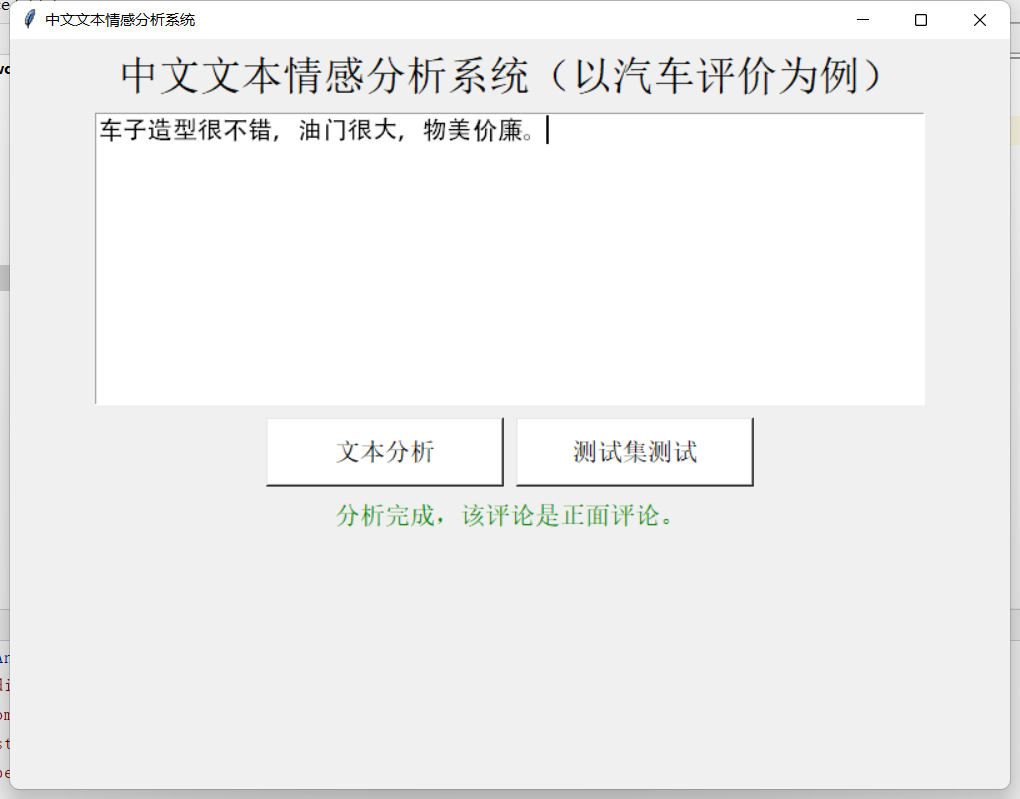 中文文本情感分析系统
中文文本情感分析系统（以汽车评价为例）
车子造型很不错，油门很大，物美价廉。
文本分析
测试集测试
分析完成，该评论是正面评论。